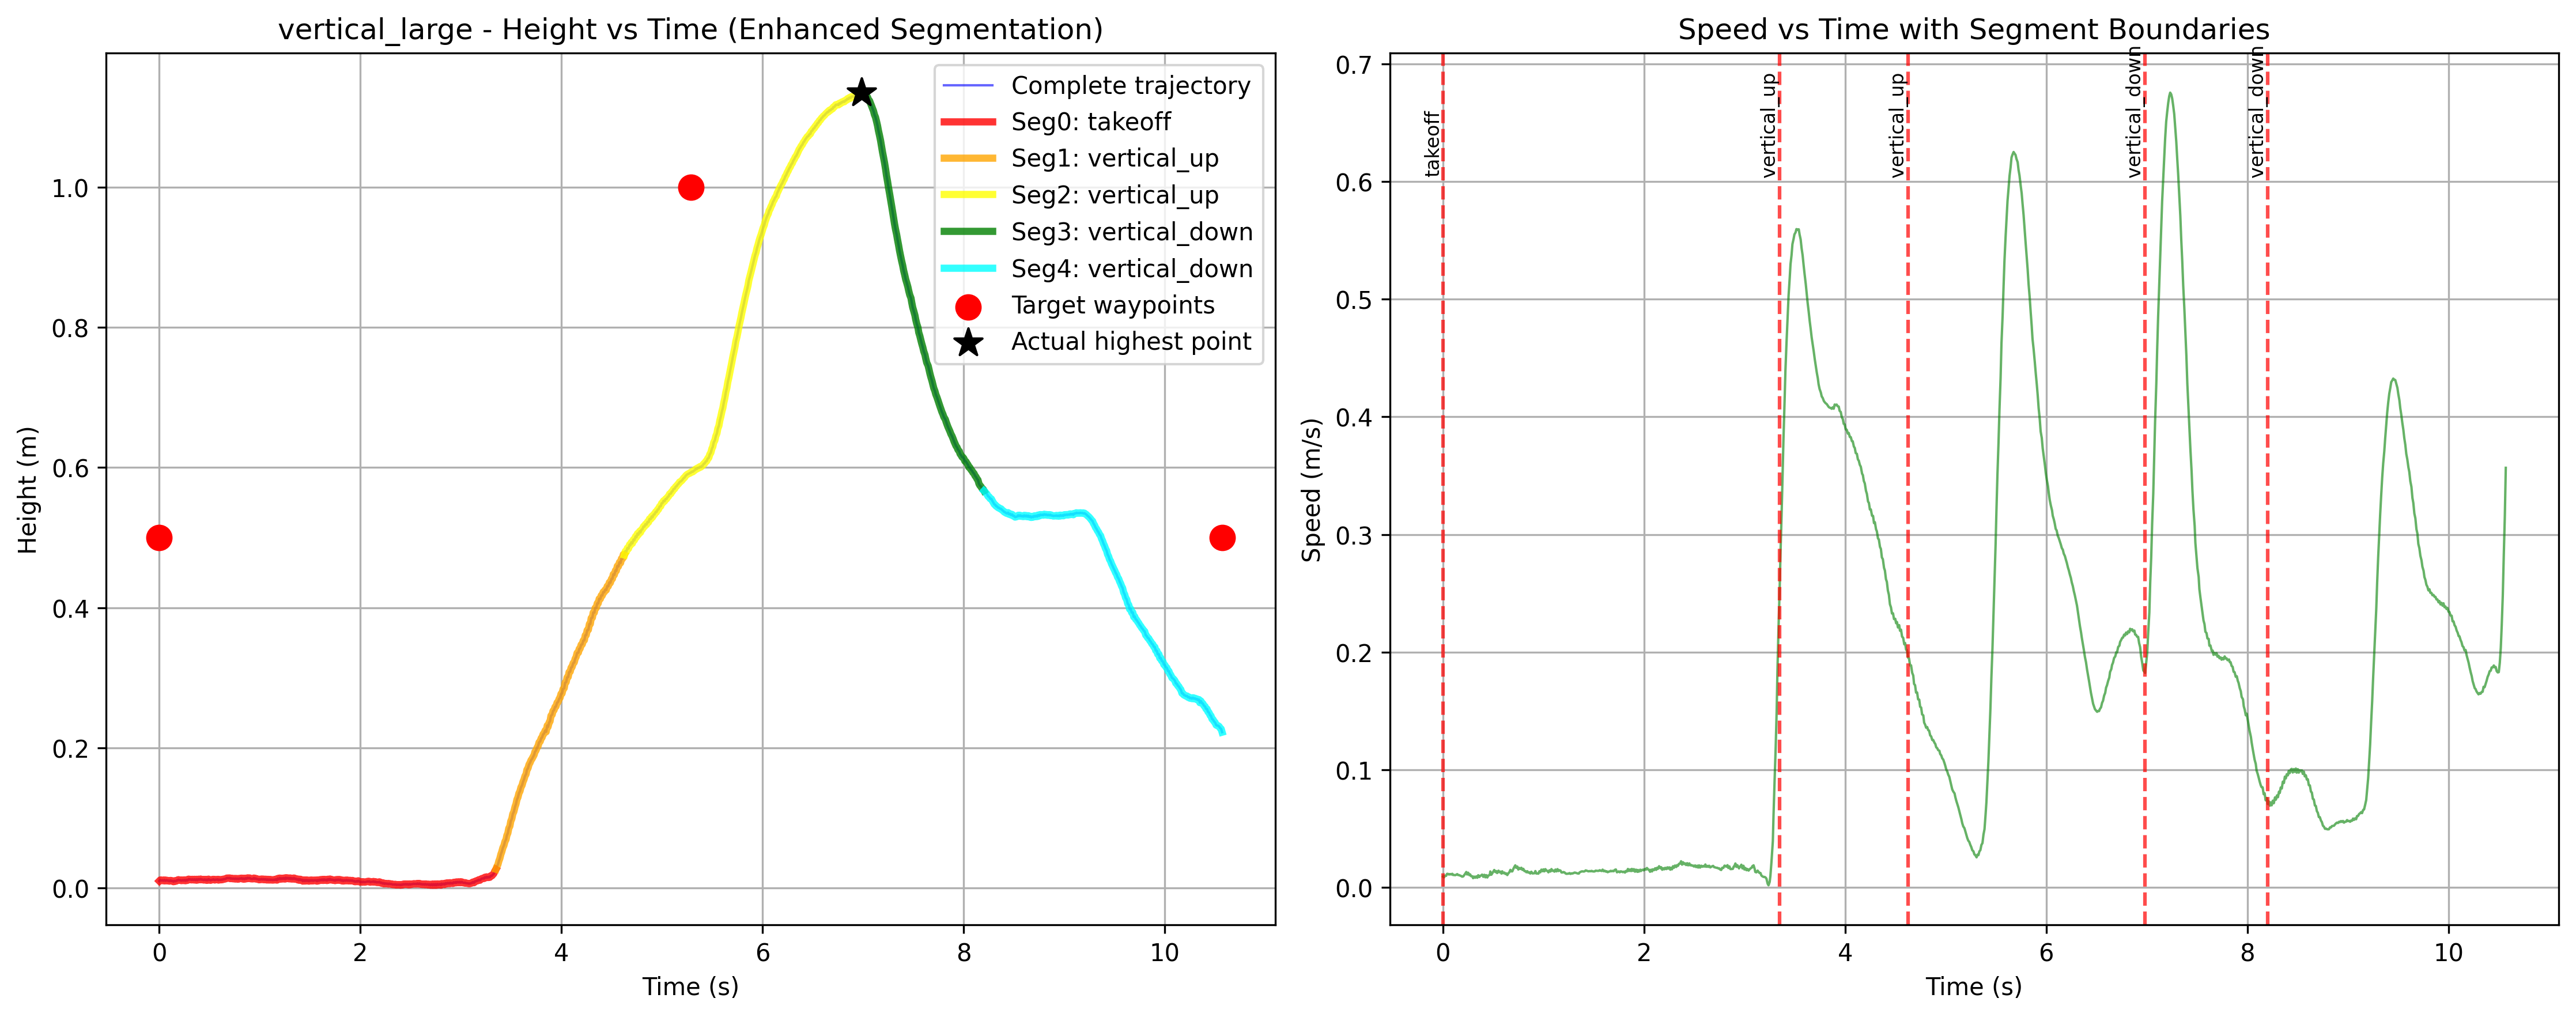 vertical_large - Height vs Time (Enhanced Segmentation)
Height (m)
1.0
0.8
0.6
0.4
0.2
0.0
0
2
4
6
8
10
Time (s)
Complete trajectory
Seg0: takeoff
Seg1: vertical_up
Seg2: vertical_up
Seg3: vertical_down
Seg4: vertical_down
Target waypoints
Actual highest point
Speed vs Time with Segment Boundaries
Speed (m/s)
0.7
0.6
0.5
0.4
0.3
0.2
0.1
0.0
takeoff
vertical_up
vertical_up
vertical_down
vertical_down
0
2
4
6
8
10
Time (s)